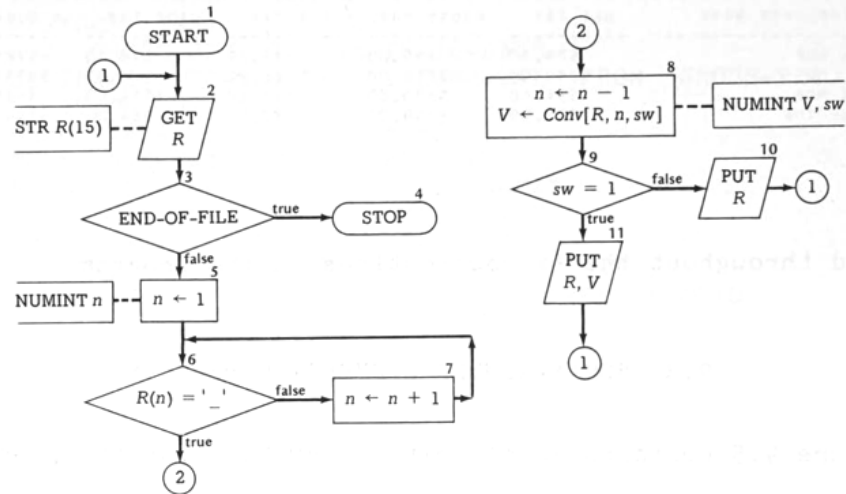 1
START
1
2
GET
R
STR R(15)
3
END-OF-FILE
true
4
STOP
false
5
n ← 1
NUMINT n
6
R(n) = '_'
false
7
n ← n + 1
true
2
2
8
n ← n − 1
V ← Conv[R, n, sw]
NUMINT V, sw
9
sw = 1
false
10
PUT
R
1
true
11
PUT
R, V
1
d throughout th